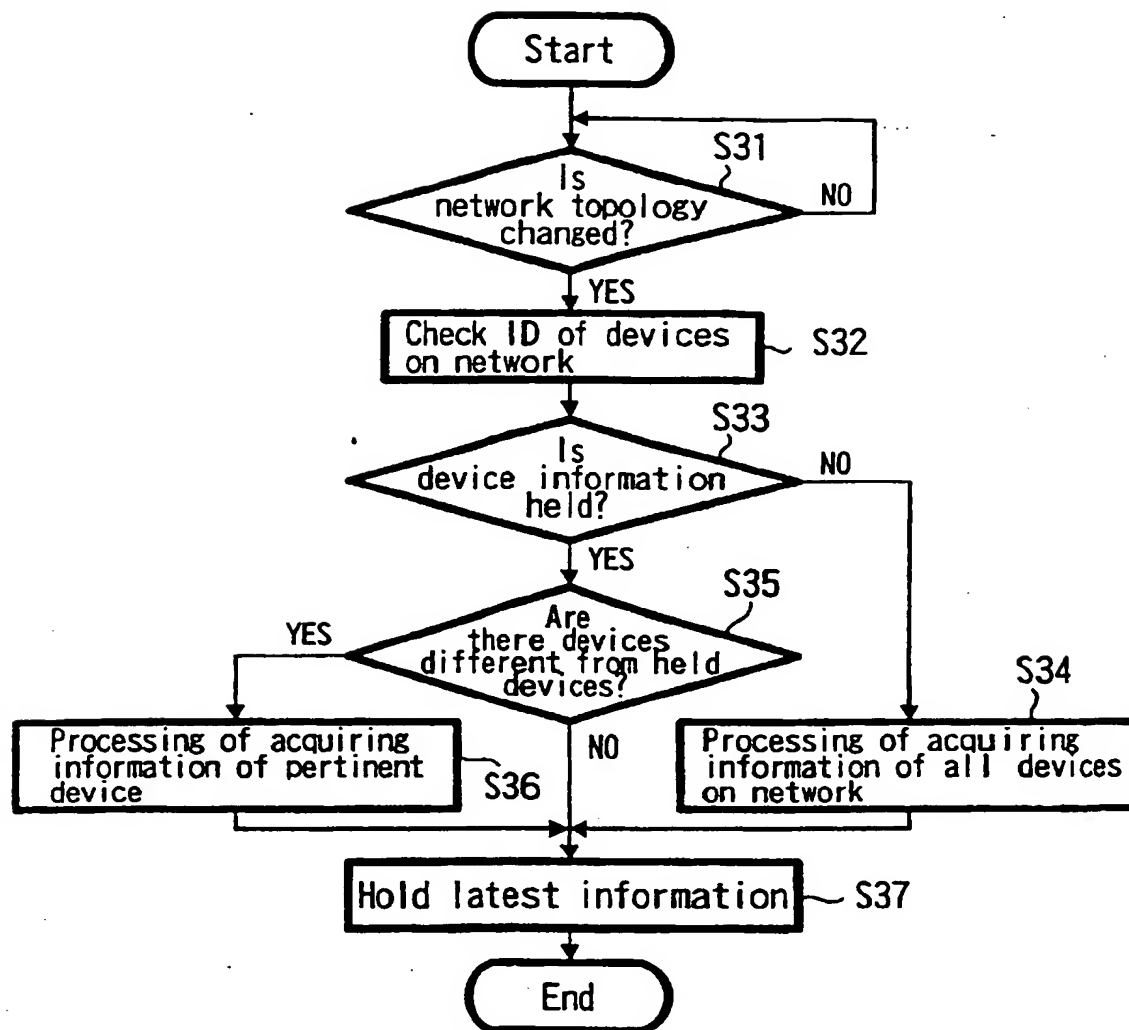 Start
S31
Is
network topology
changed?
NO
YES
Check ID of devices
on network
S32
S33
Is
device information
held?
NO
YES
S35
Are
there devices
different from held
devices?
YES
NO
S34
Processing of acquiring
information of pertinent
device
S36
Processing of acquiring
information of all devices
on network
Hold latest information
S37
End